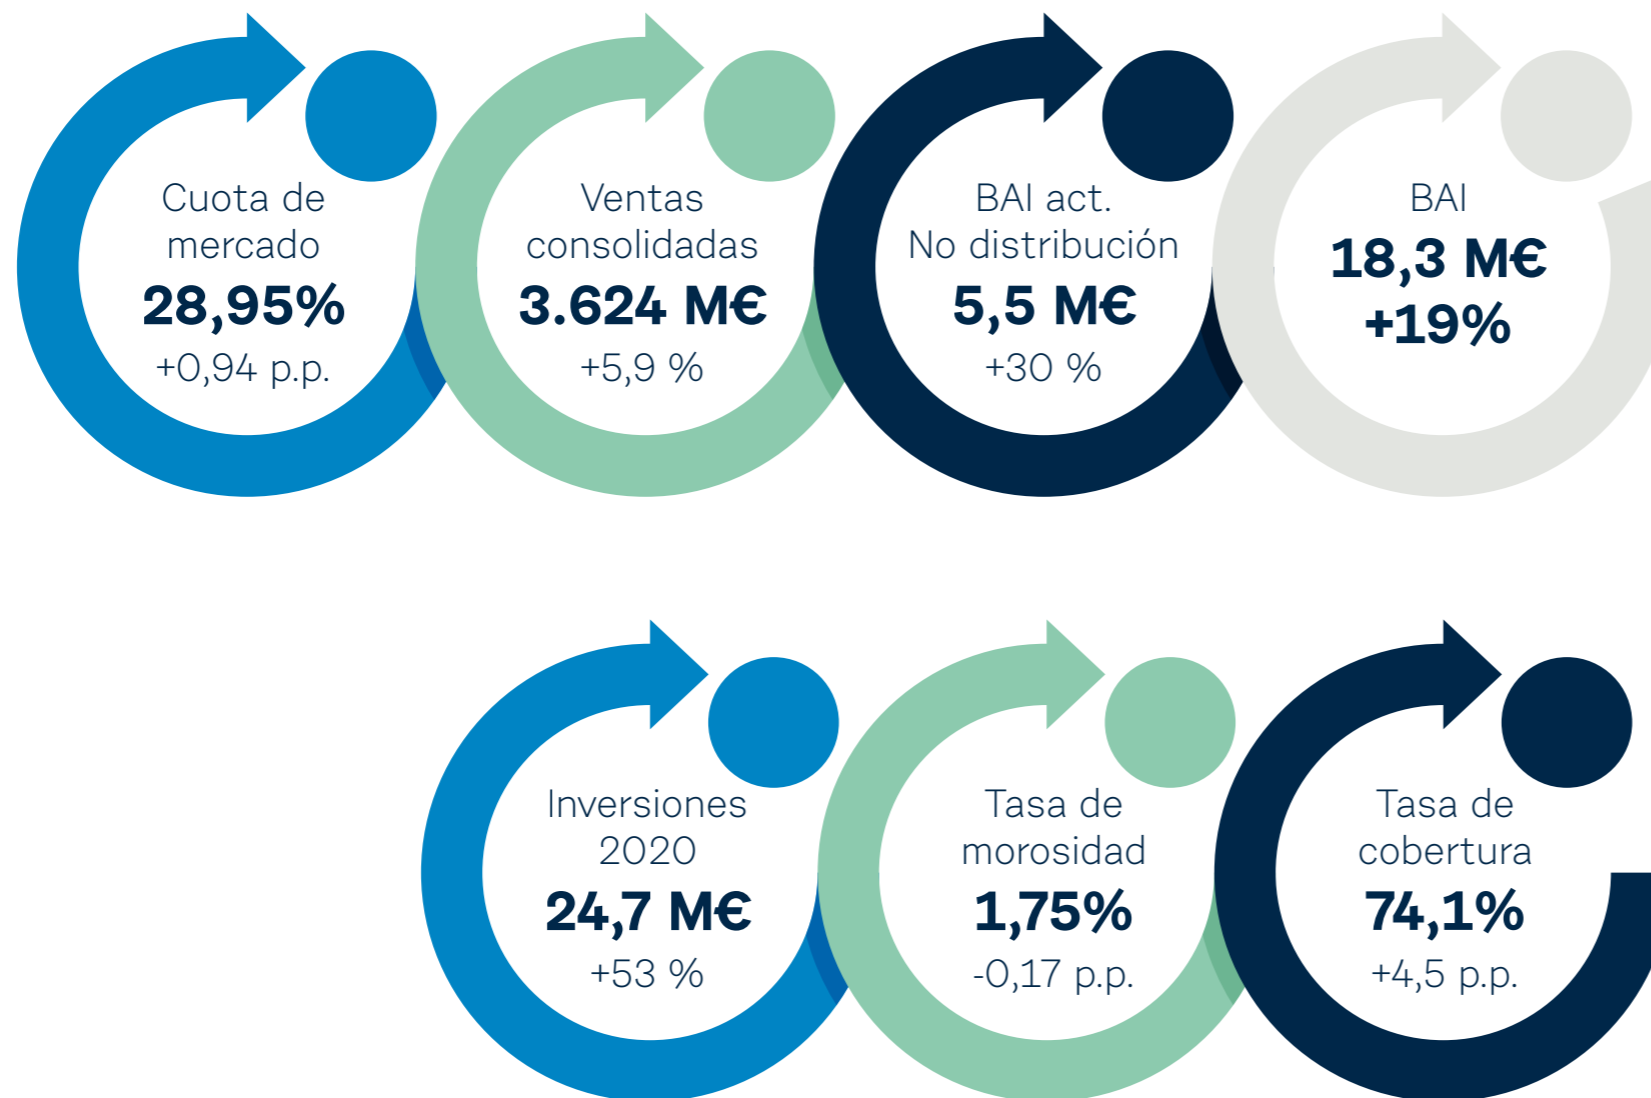 Cuota de
mercado
28,95%
+0,94 p.p.
Ventas
consolidadas
3.624 M€
+5,9 %
BAI act.
No distribución
5,5 M€
+30 %
BAI
18,3 M€
+19%
Inversiones
2020
24,7 M€
+53 %
Tasa de
morosidad
1,75%
-0,17 p.p.
Tasa de
cobertura
74,1%
+4,5 p.p.